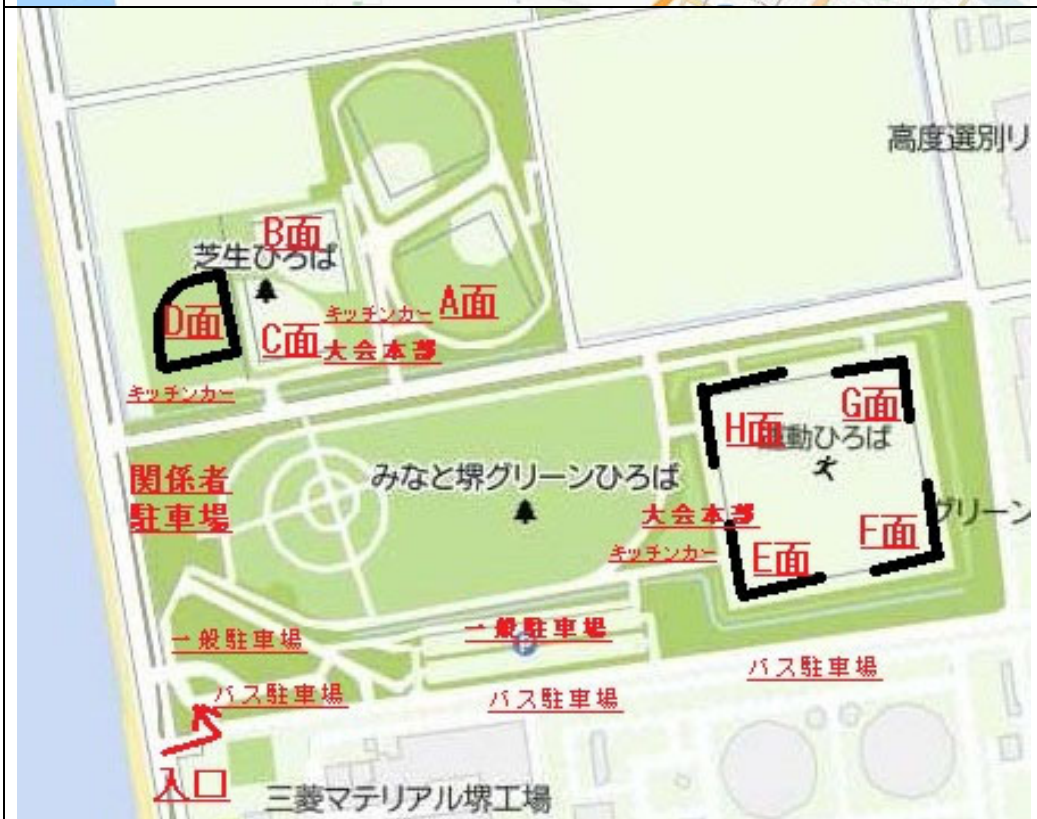 高度選別リ
B面
芝生ひろば
D面
キッチンカー
A面
C面
大会本部
キッチンカー
G面
H面
運動ひろば
関係者
駐車場
みなと堺グリーンひろば
大会本部
グリーン
キッチンカー
E面
F面
一般駐車場
一般駐車場
P
バス駐車場
バス駐車場
バス駐車場
入口
三菱マテリアル堺工場